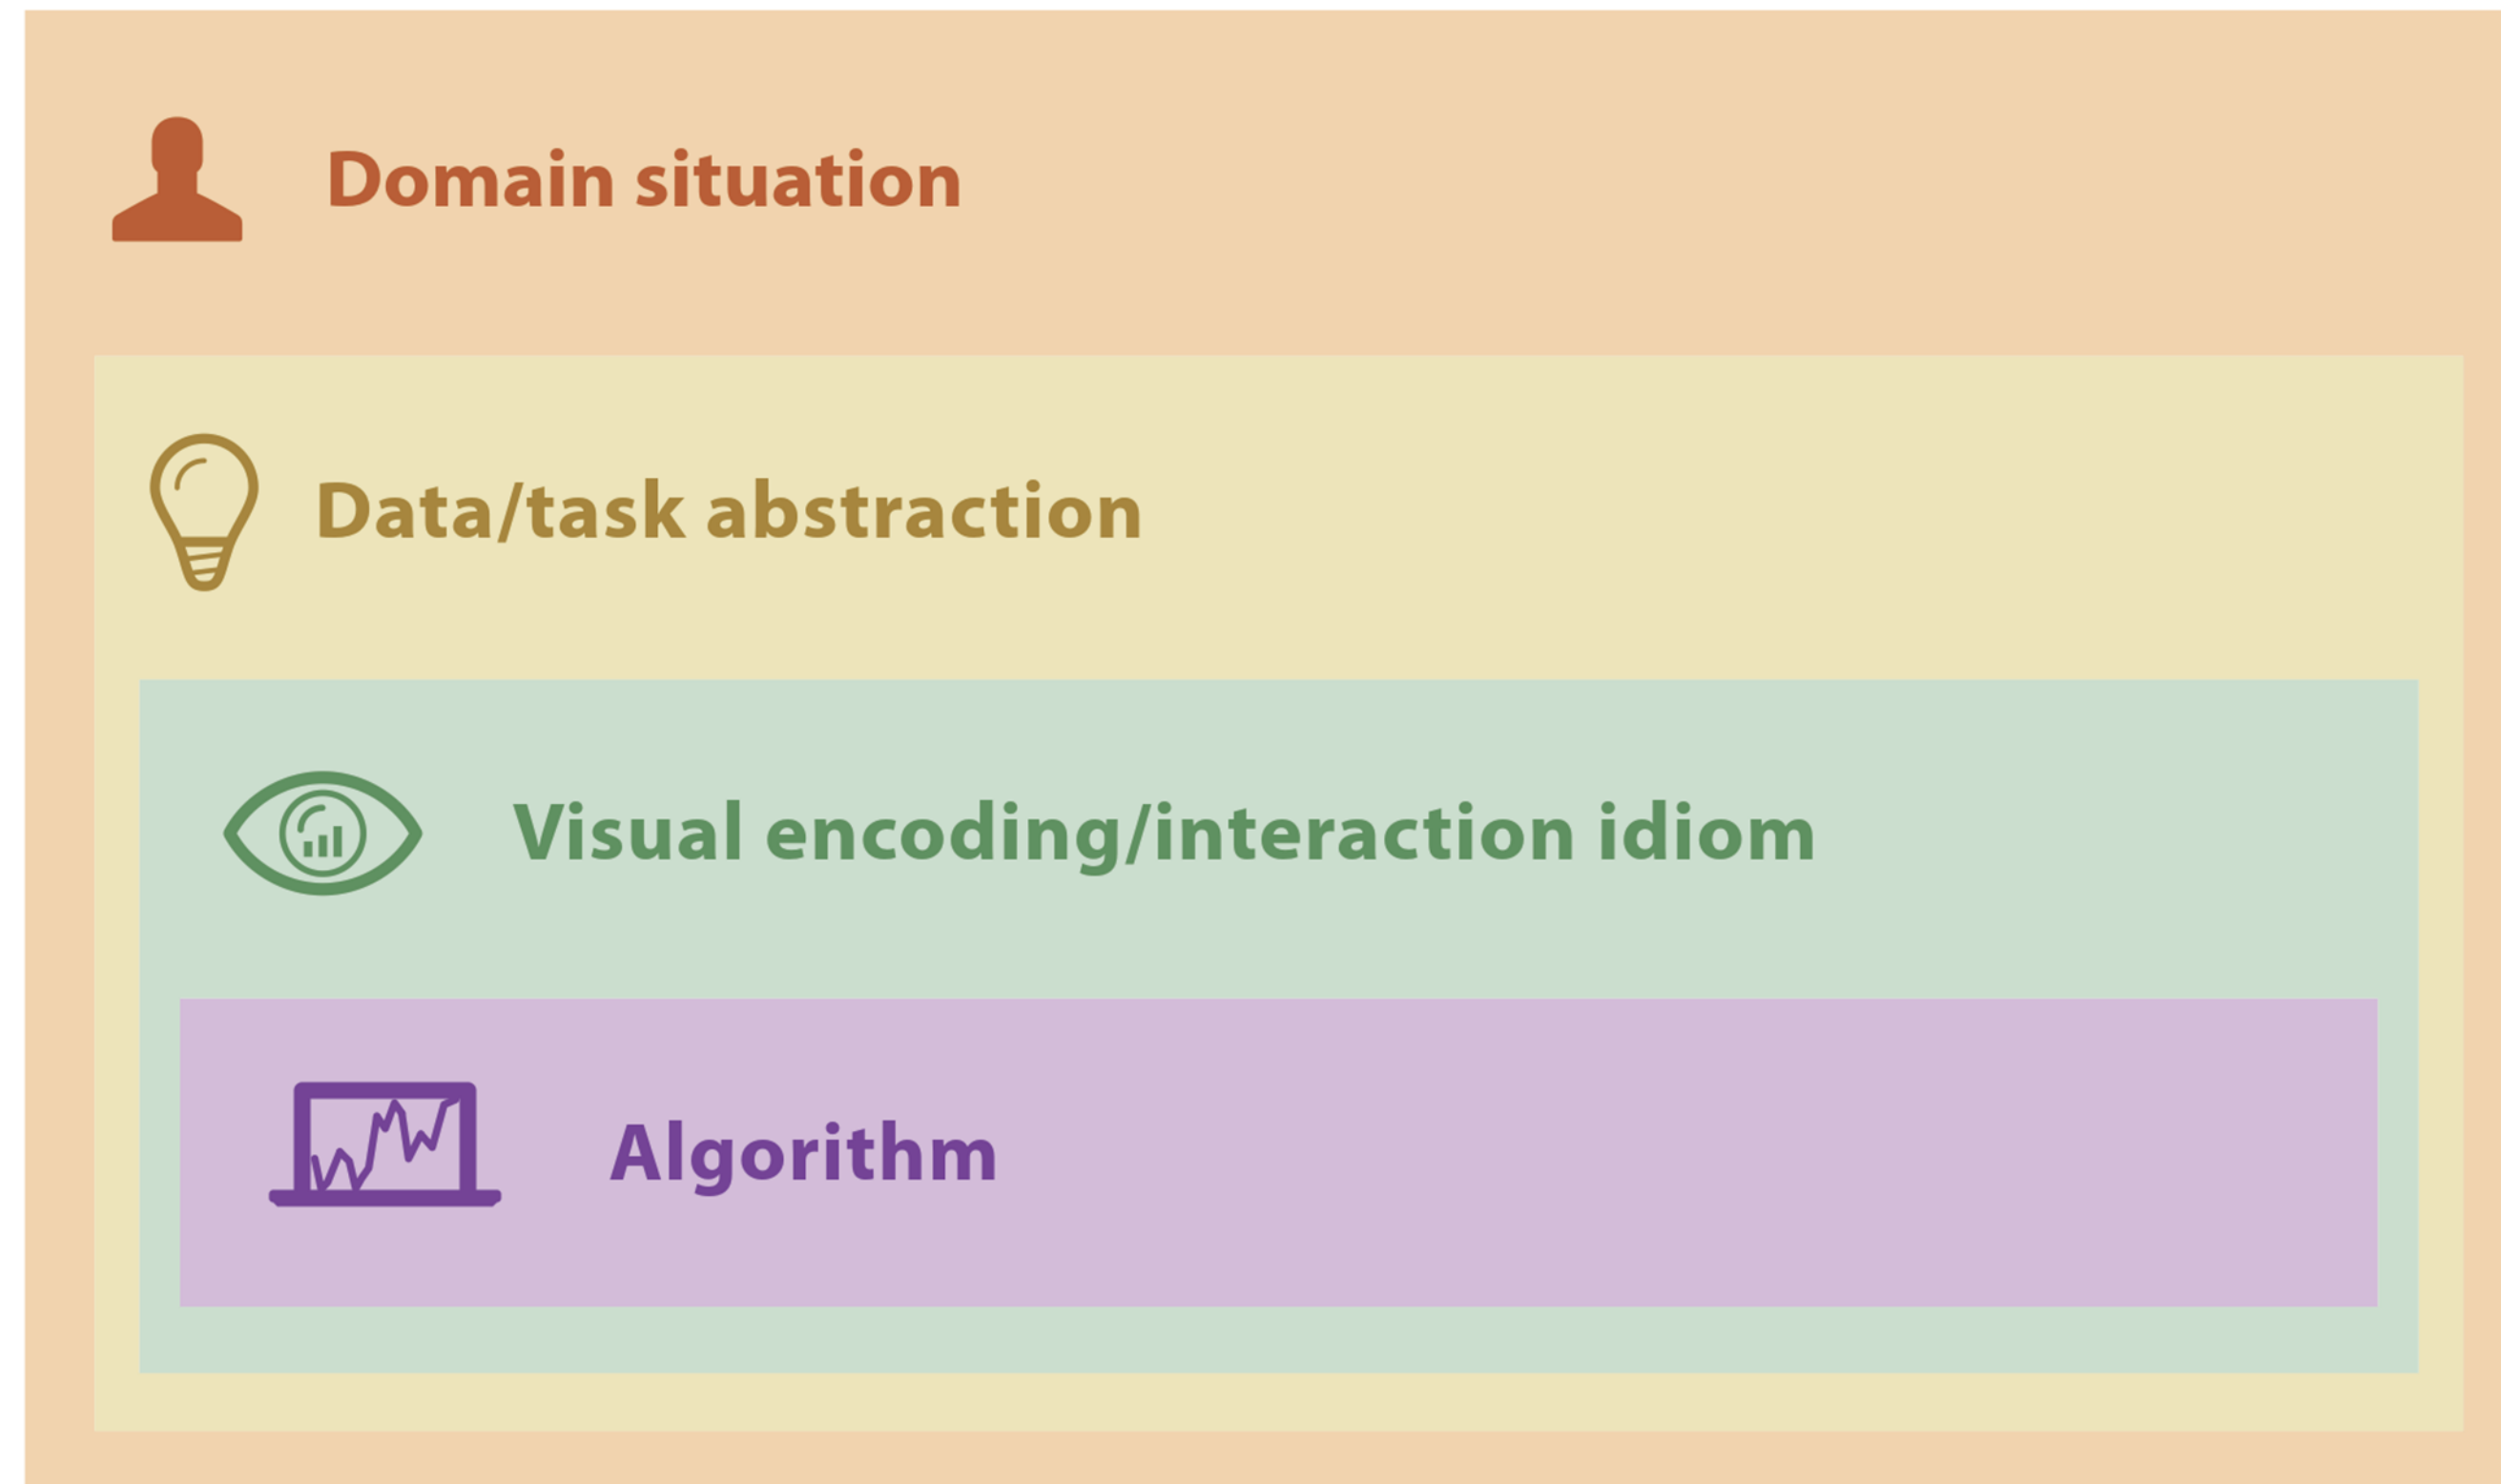 Domain situation
Data/task abstraction
Visual encoding/interaction idiom
Algorithm